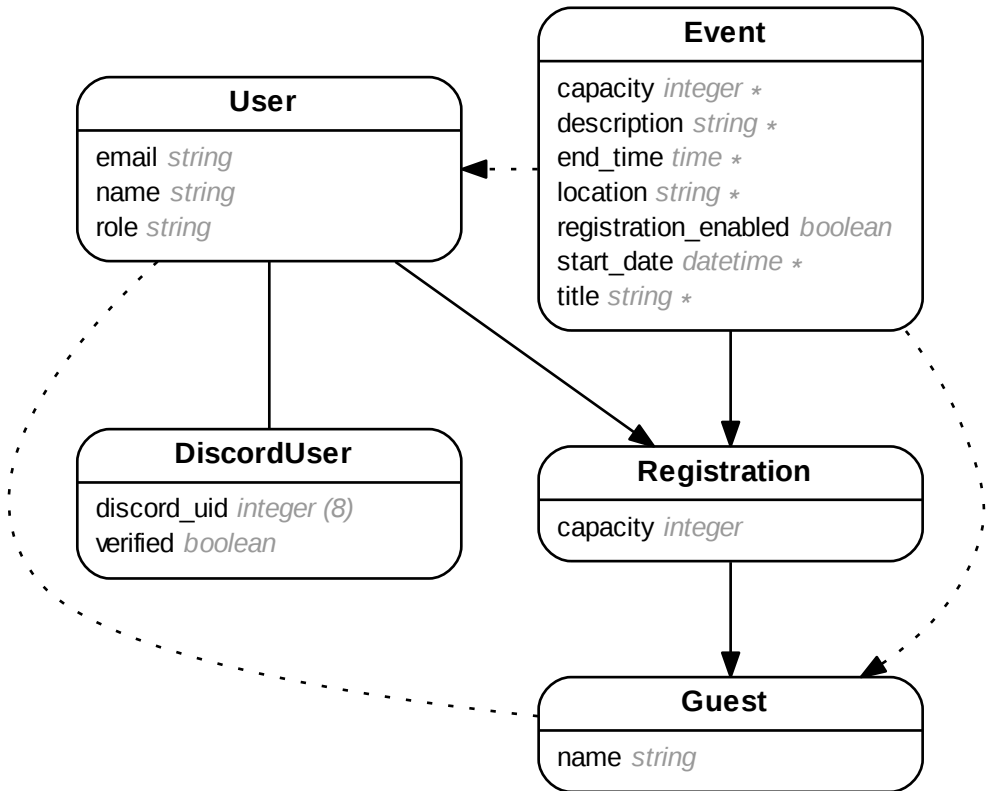 User
email string
name string
role string
Event
capacity integer *
description string *
end_time time *
location string *
registration_enabled boolean
start_date datetime *
title string *
DiscordUser
discord_uid integer (8)
verified boolean
Registration
capacity integer
Guest
name string